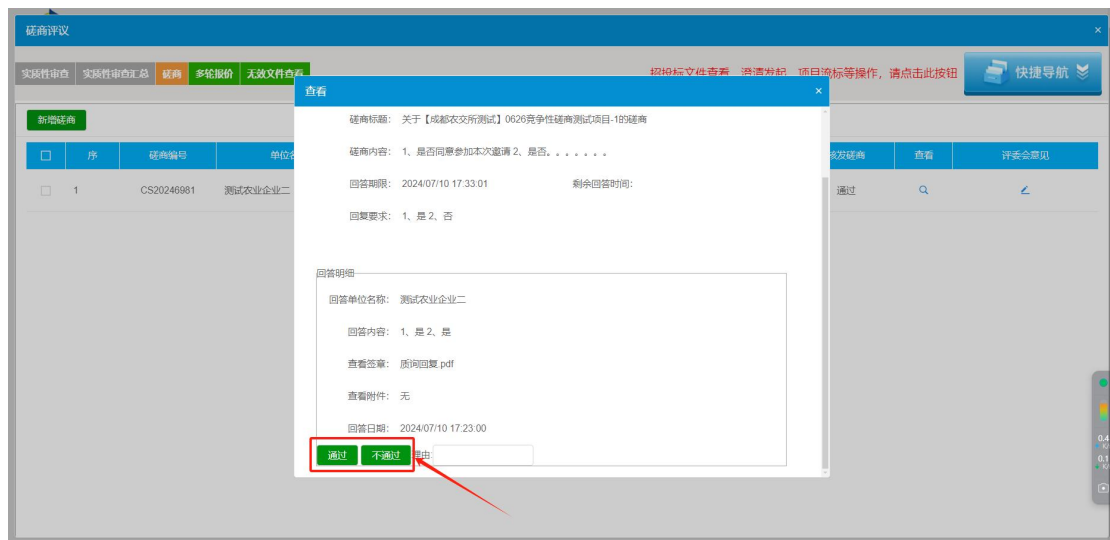 磋商评议 ×
实质性审查 实质性审查汇总 磋商 多轮报价 无效文件查看
招投标文件查看、澄清发起、项目流标等操作，请点击此按钮 快捷导航
查看 ×
新增磋商
序 磋商编号 单位名 核发磋商 查看 评委会意见
1 CS20246981 测试农业企业二 通过
磋商标题： 关于【成都农交所测试】0626竞争性磋商测试项目-1的磋商
磋商内容： 1、是否同意参加本次邀请 2、是否。。。。。。。
回答期限： 2024/07/10 17:33:01 剩余回答时间：
回复要求： 1、是 2、否
回答明细
回答单位名称： 测试农业企业二
回答内容： 1、是 2、是
查看签章： 质询回复.pdf
查看附件： 无
回答日期： 2024/07/10 17:23:00
通过 不通过 理由:
0.4
0.1